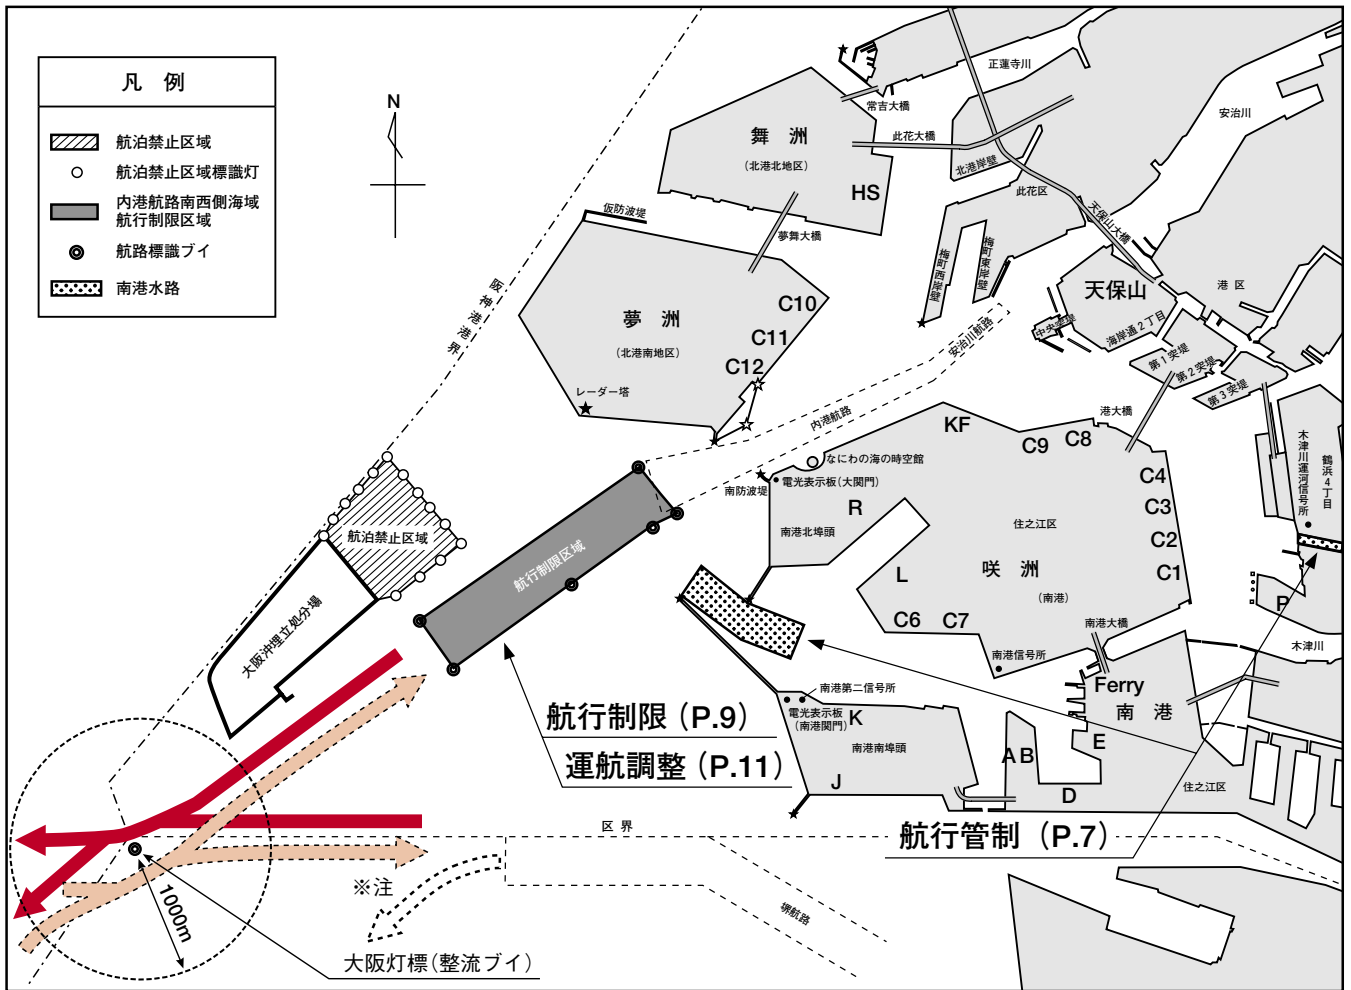 凡 例
航泊禁止区域
航泊禁止区域標識灯
内港航路南西側海域
航行制限区域
航路標識ブイ
南港水路
N
阪神港港界
正蓮寺川
常吉大橋
安治川
舞 洲
(北港北地区)
此花大橋
北港岸壁
HS
此花区
仮防波堤
夢舞大橋
天保山大橋
梅町西岸壁
梅町東岸壁
天保山
港 区
夢 洲
(北港南地区)
C10
C11
C12
レーダー塔
安治川航路
中央突堤
海岸通2丁目
第1突堤
第2突堤
第3突堤
内港航路
港大橋
KF
C9
C8
なにわの海の時空館
電光表示板(大関門)
南防波堤
C4
C3
C2
C1
木津川運河信号所
鶴浜4丁目
R
南港北埠頭
住之江区
航泊禁止区域
航行制限区域
L
咲 洲
(南港)
C6
C7
P
大阪沖埋立処分場
南港大橋
木津川
南港信号所
南港第二信号所
電光表示板
(南港関門)
K
Ferry
南 港
航行制限(P.9)
運航調整(P.11)
南港南埠頭
A B
E
J
D
住之江区
区 界
航行管制 (P.7)
※注
1000m
堺航路
大阪灯標(整流ブイ)